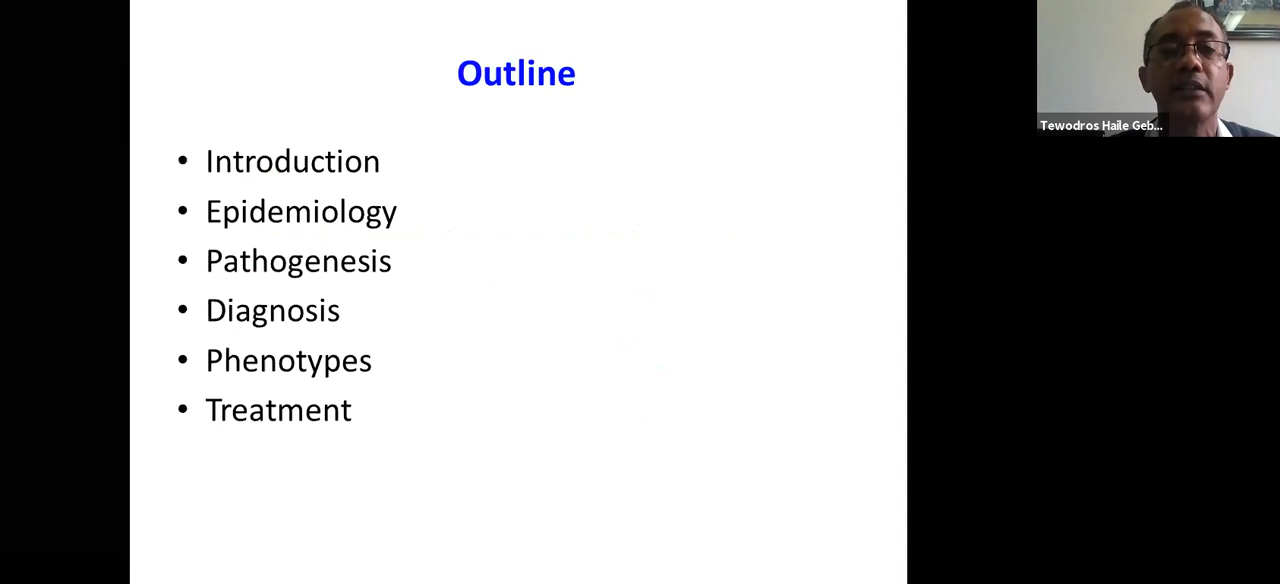 Outline
• Introduction
• Epidemiology
• Pathogenesis
• Diagnosis
• Phenotypes
• Treatment
Tewodros Haile Geb...